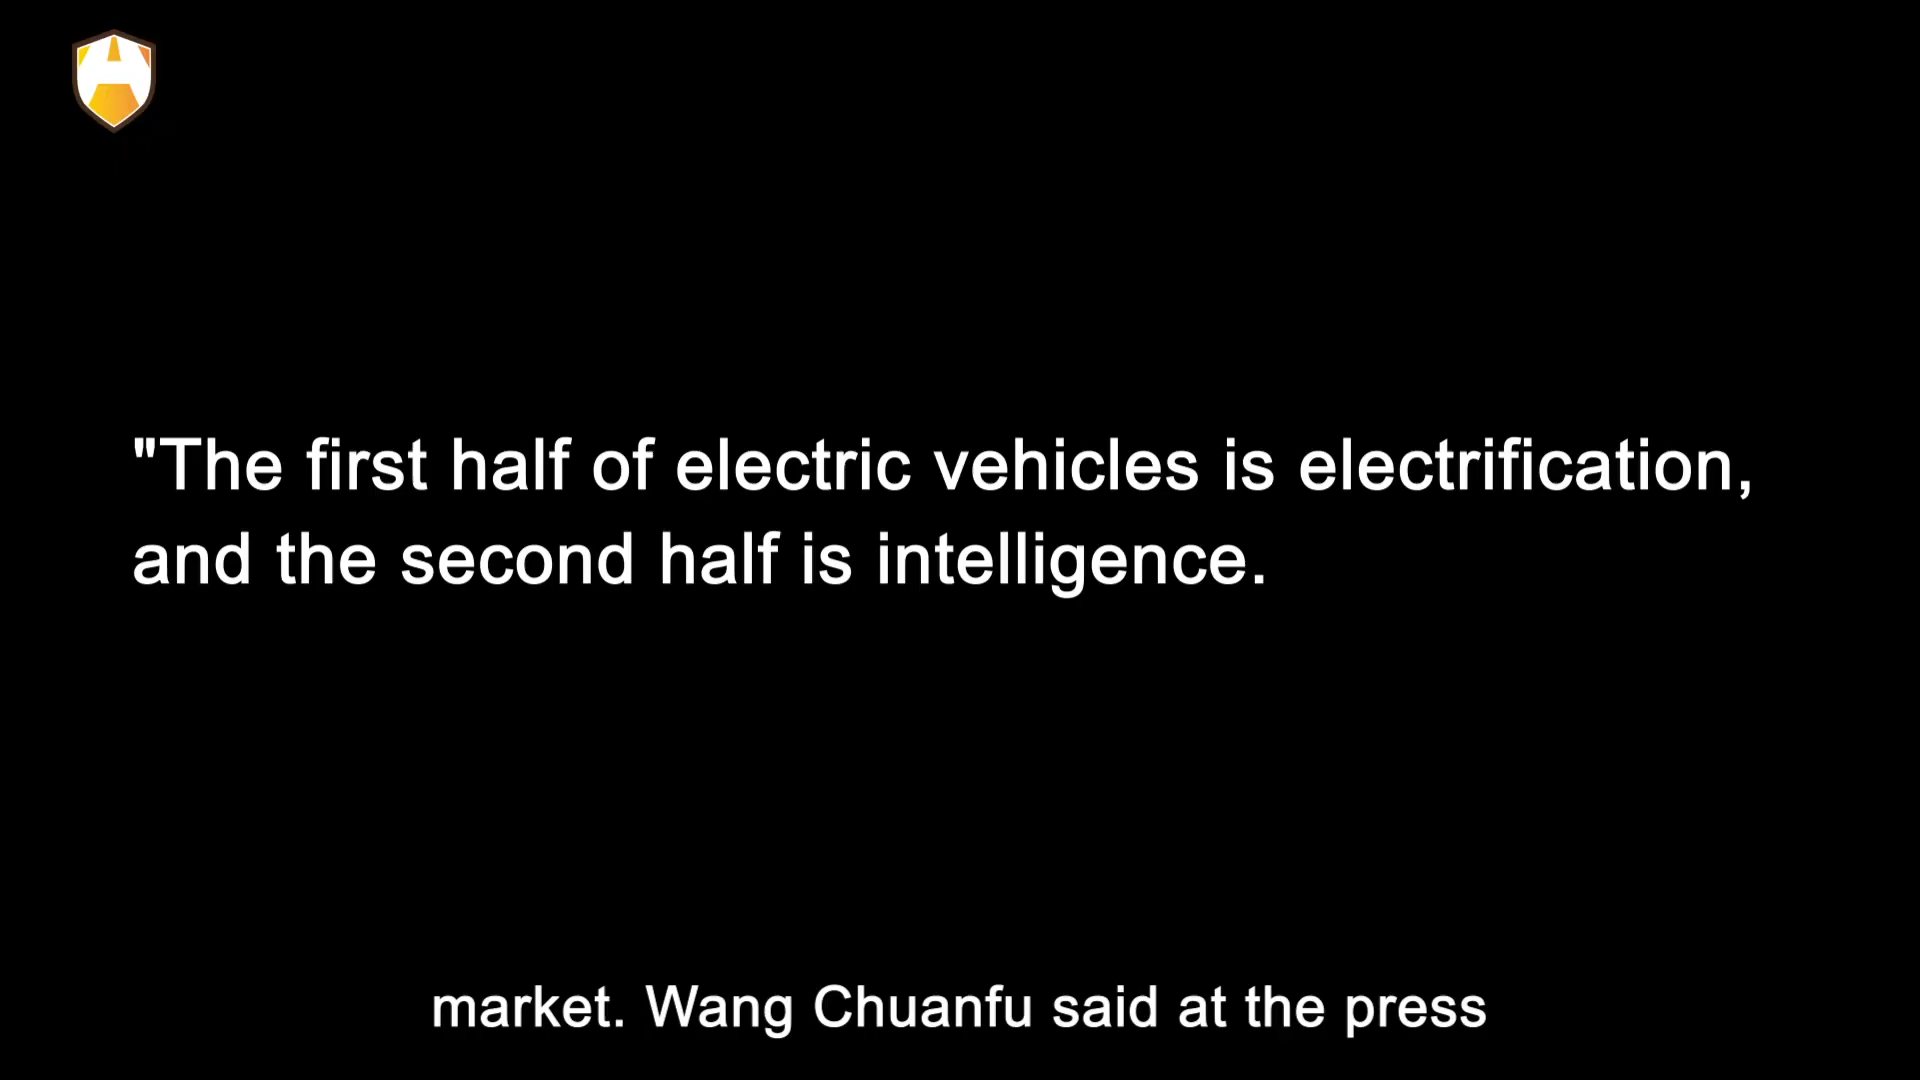 "The first half of electric vehicles is electrification,
and the second half is intelligence.
market. Wang Chuanfu said at the press